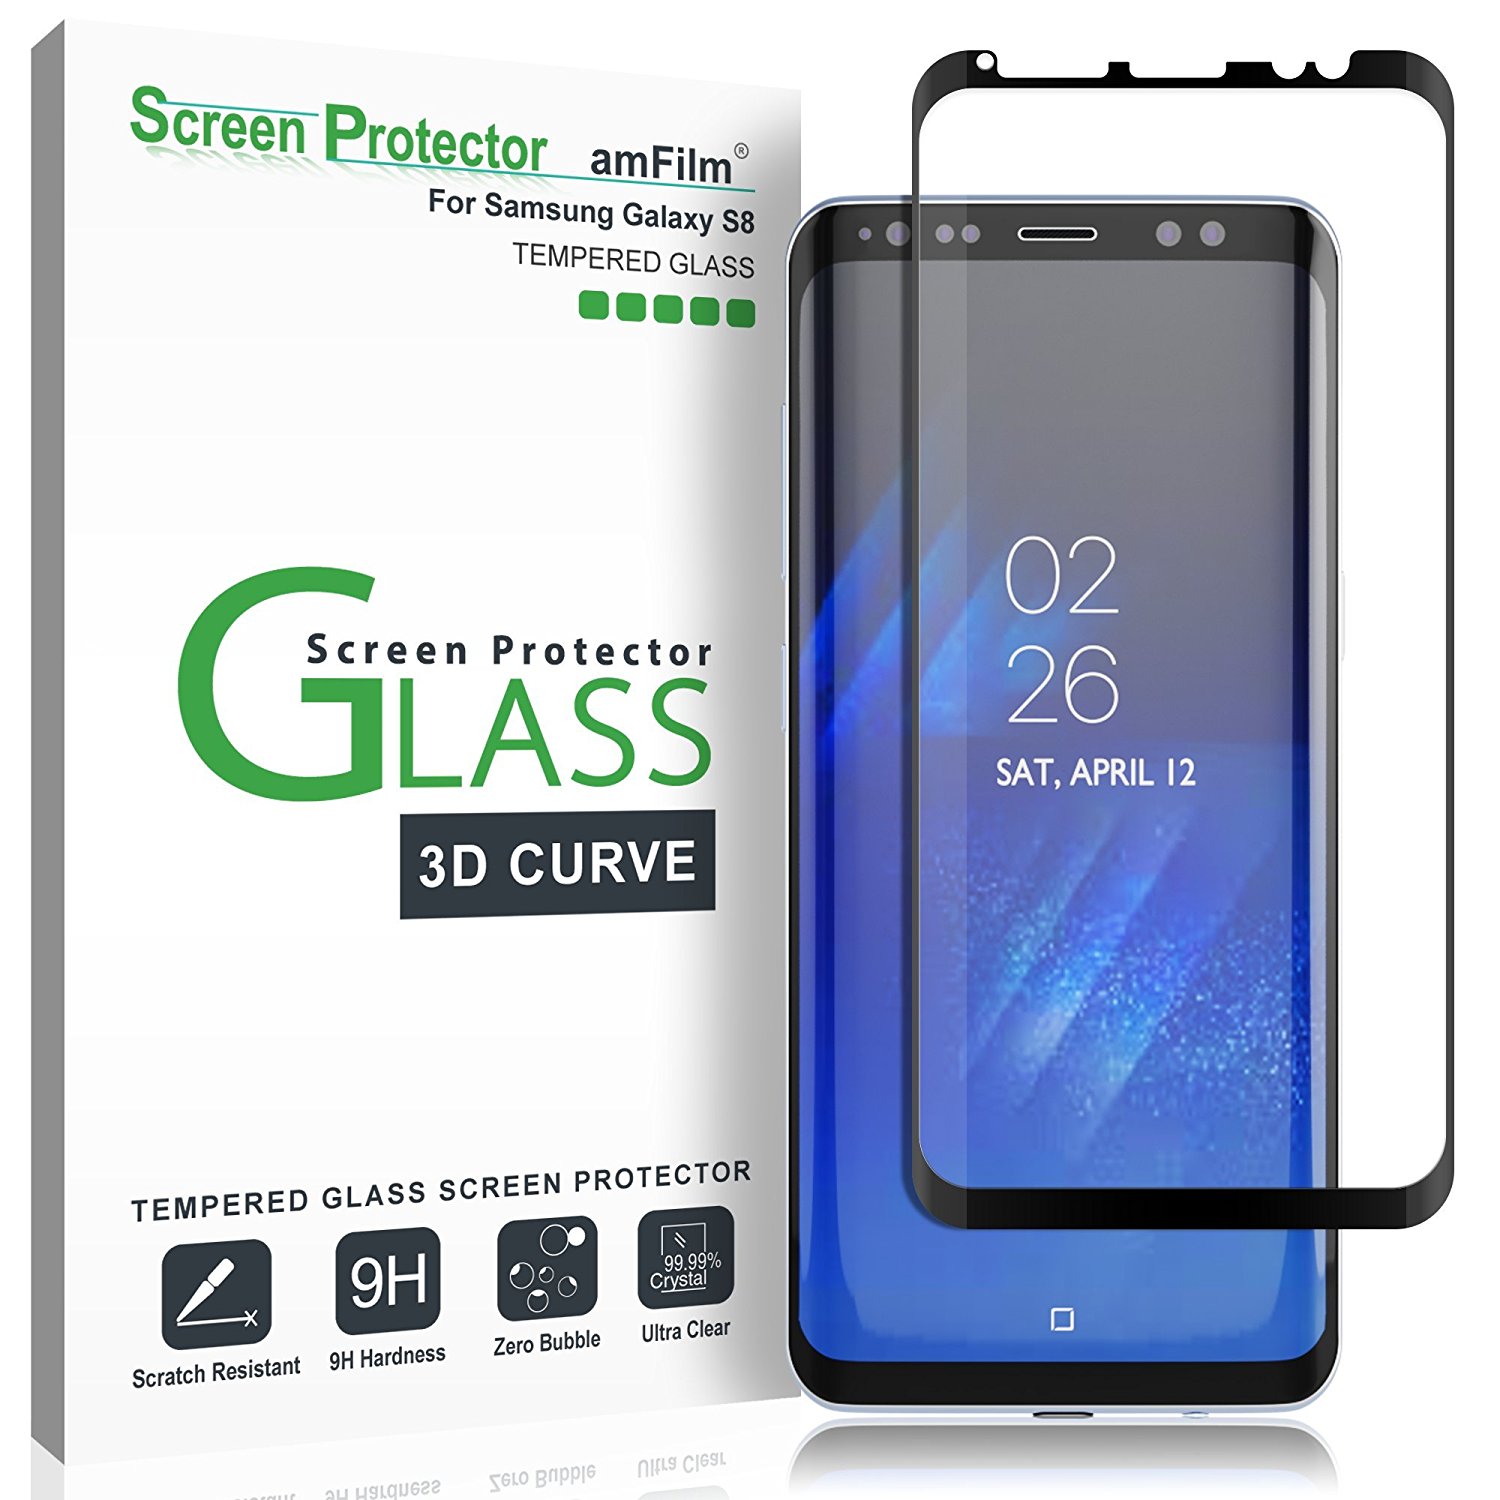 Screen Protector amFilm®
For Samsung Galaxy S8
TEMPERED GLASS
Screen Protector
GLASS
3D CURVE
TEMPERED GLASS SCREEN PROTECTOR
9H
99.99%
Crystal
Scratch Resistant
9H Hardness
Zero Bubble
Ultra Clear
02
26
SAT, APRIL 12